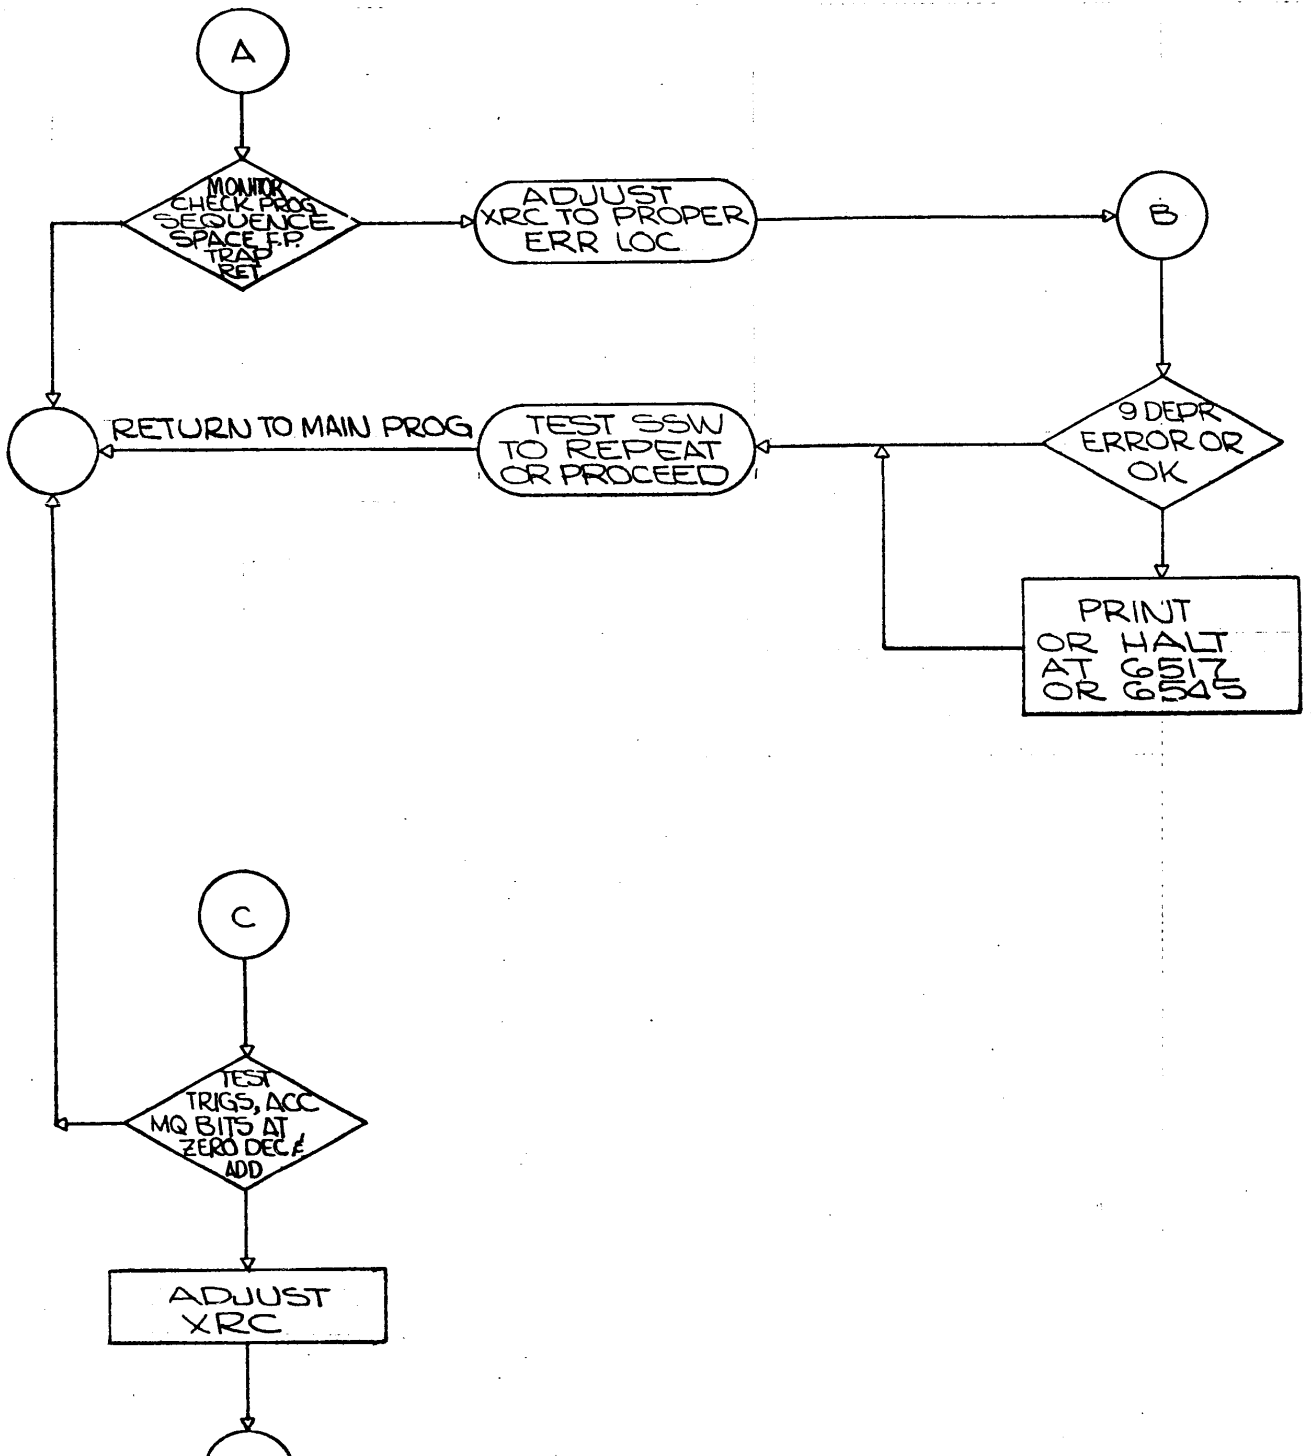 A
MONITOR
CHECK PROG
SEQUENCE
SPACE F.P.
TRAP
RET
ADJUST
XRC TO PROPER
ERR LOC
B
RETURN TO MAIN PROG
TEST SSW
TO REPEAT
OR PROCEED
9 DEPR
ERROR OR
OK
PRINT
OR HALT
AT 6517
OR 6545
C
TEST
TRIGS, ACC
MQ BITS AT
ZERO DEC &
ADD
ADJUST
XRC